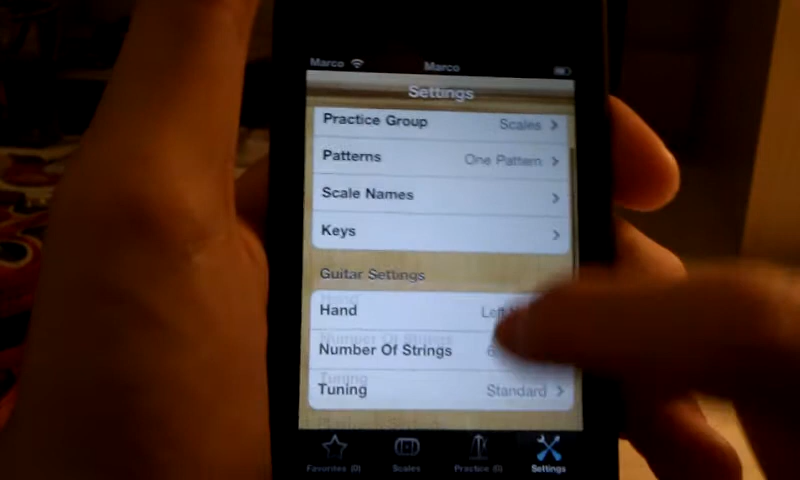 Marco Marco
Settings
Practice Group Scales
Patterns One Pattern
Scale Names
Keys
Guitar Settings
Hand
Number Of Strings
Tuning Standard
Favorites (0) Scales Practice (0) Settings